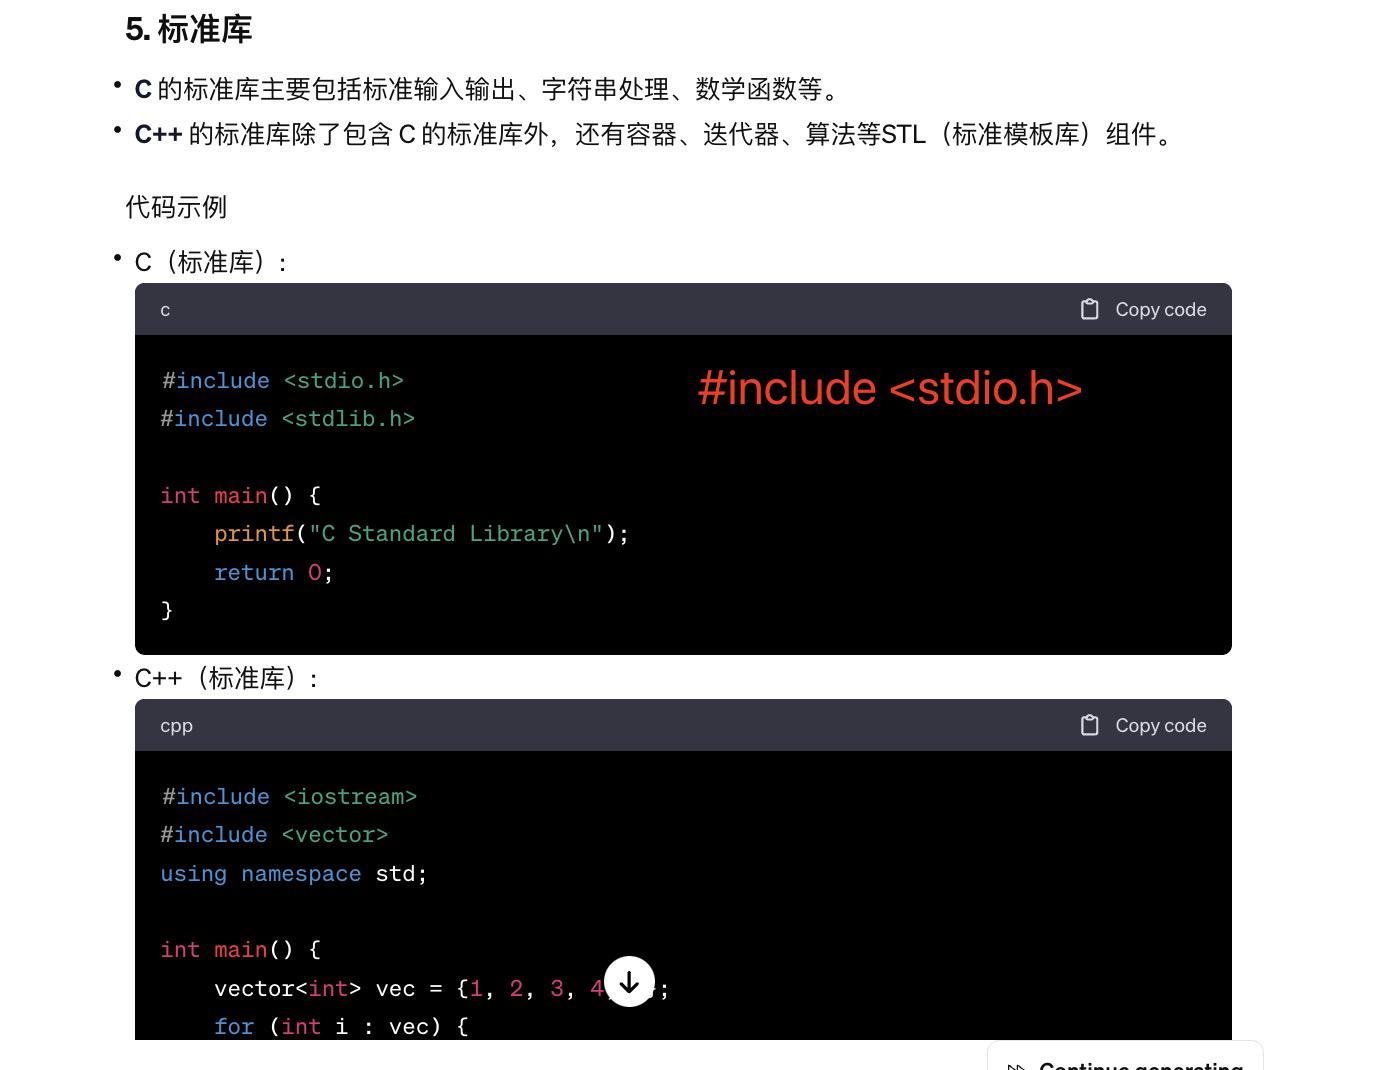 5. 标准库
• C 的标准库主要包括标准输入输出、字符串处理、数学函数等。
• C++ 的标准库除了包含 C 的标准库外，还有容器、迭代器、算法等STL（标准模板库）组件。
代码示例
• C（标准库）:
c Copy code
#include <stdio.h>
#include <stdio.h>
#include <stdlib.h>
int main() {
    printf("C Standard Library\n");
    return 0;
}
• C++（标准库）:
cpp Copy code
#include <iostream>
#include <vector>
using namespace std;
int main() {
    vector<int> vec = {1, 2, 3, 4 ;
    for (int i : vec) {
Continue generating